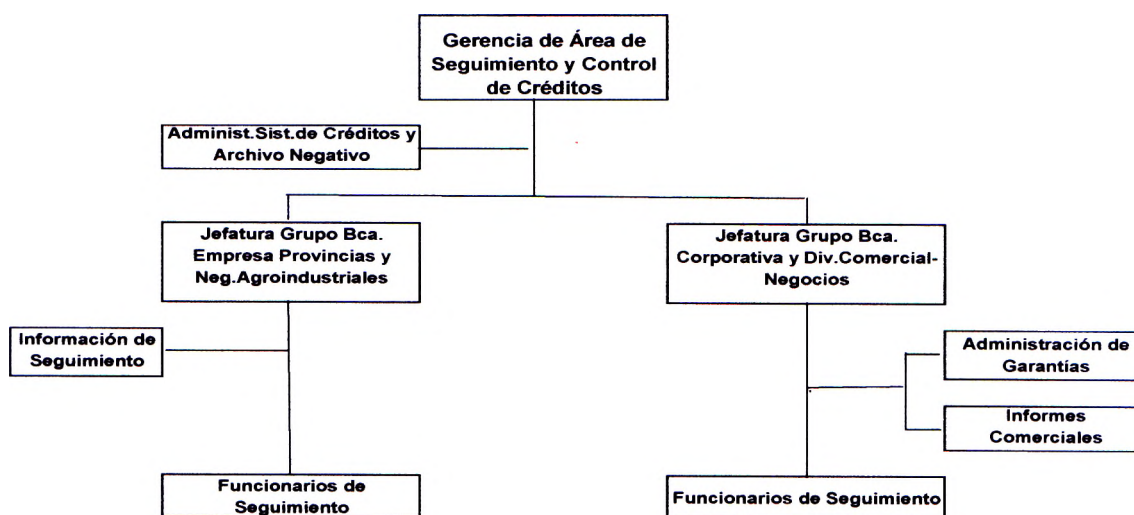 Gerencia de Área de
Seguimiento y Control
de Créditos
Administ.Sist.de Créditos y
Archivo Negativo
Jefatura Grupo Bca.
Empresa Provincias y
Neg.Agroindustriales
Jefatura Grupo Bca.
Corporativa y Div.Comercial-
Negocios
Información de
Seguimiento
Administración de
Garantías
Informes
Comerciales
Funcionarios de
Seguimiento
Funcionarios de Seguimiento